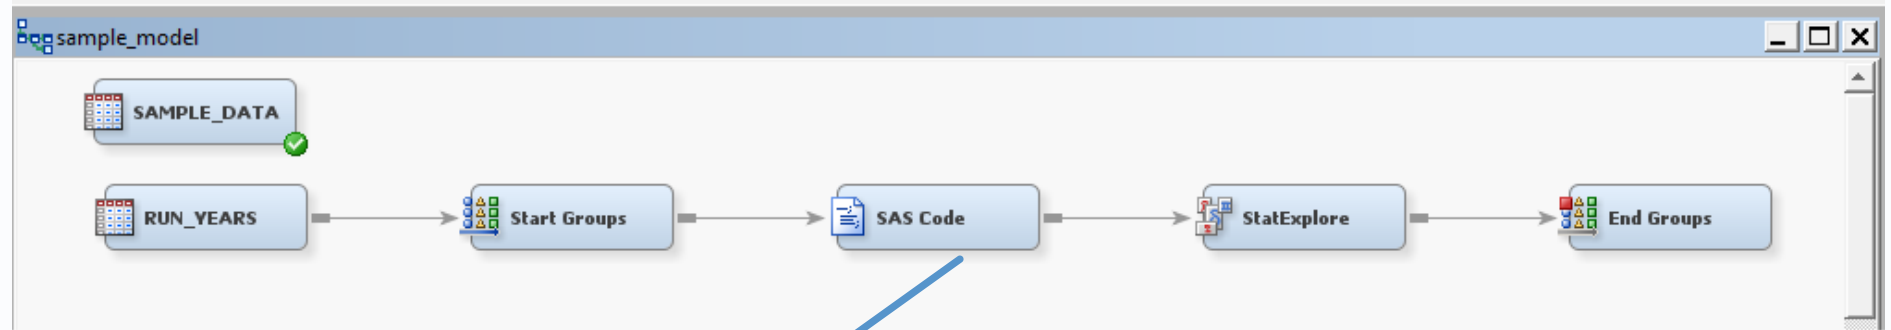 sample_model
SAMPLE_DATA
RUN_YEARS
Start Groups
SAS Code
StatExplore
End Groups